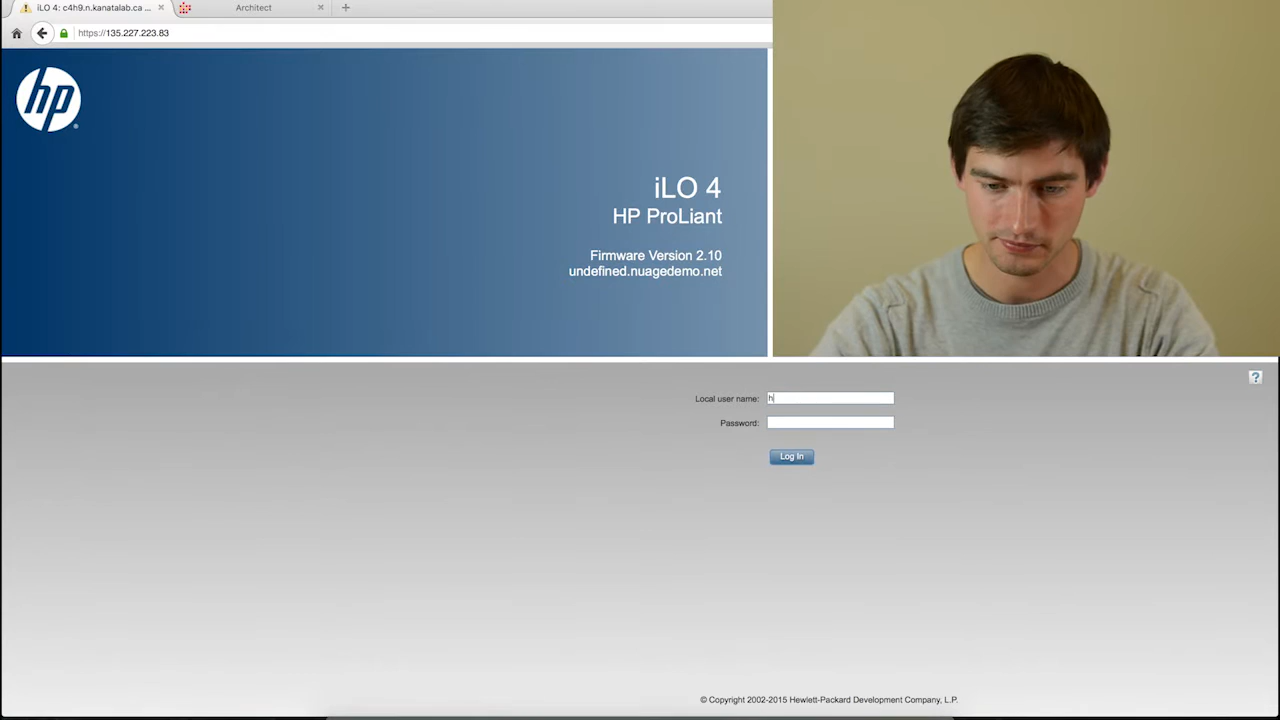 iLO 4: c4h9.n.kanatalab.ca ...
Architect
https://135.227.223.83
hp
iLO 4
HP ProLiant
Firmware Version 2.10
undefined.nuagedemo.net
?
Local user name: h
Password:
Log In
© Copyright 2002-2015 Hewlett-Packard Development Company, L.P.